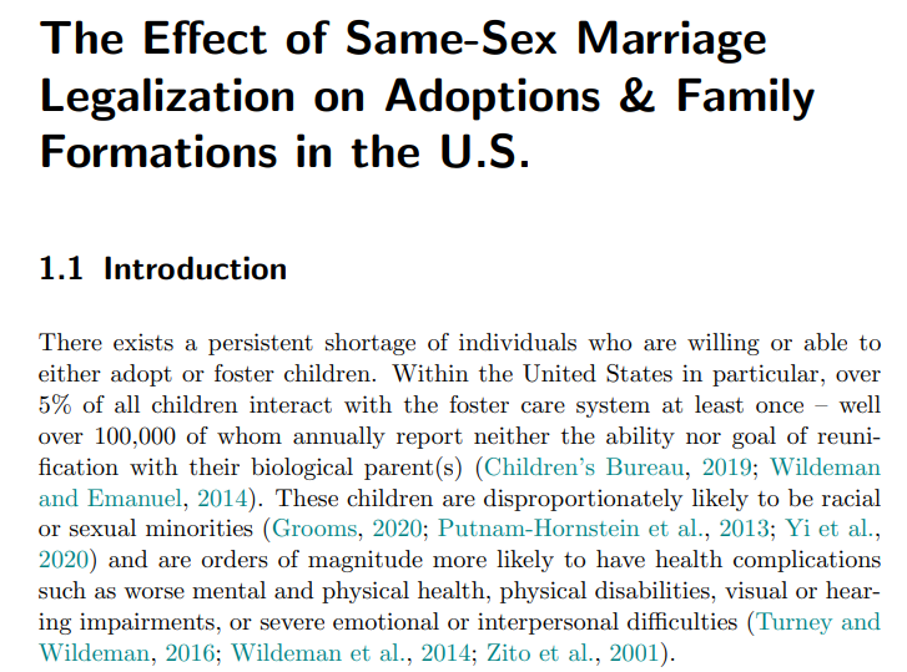 The Effect of Same-Sex Marriage
Legalization on Adoptions & Family
Formations in the U.S.
1.1 Introduction
There exists a persistent shortage of individuals who are willing or able to
either adopt or foster children. Within the United States in particular, over
5% of all children interact with the foster care system at least once – well
over 100,000 of whom annually report neither the ability nor goal of reuni-
fication with their biological parent(s) (Children's Bureau, 2019; Wildeman
and Emanuel, 2014). These children are disproportionately likely to be racial
or sexual minorities (Grooms, 2020; Putnam-Hornstein et al., 2013; Yi et al.,
2020) and are orders of magnitude more likely to have health complications
such as worse mental and physical health, physical disabilities, visual or hear-
ing impairments, or severe emotional or interpersonal difficulties (Turney and
Wildeman, 2016; Wildeman et al., 2014; Zito et al., 2001).